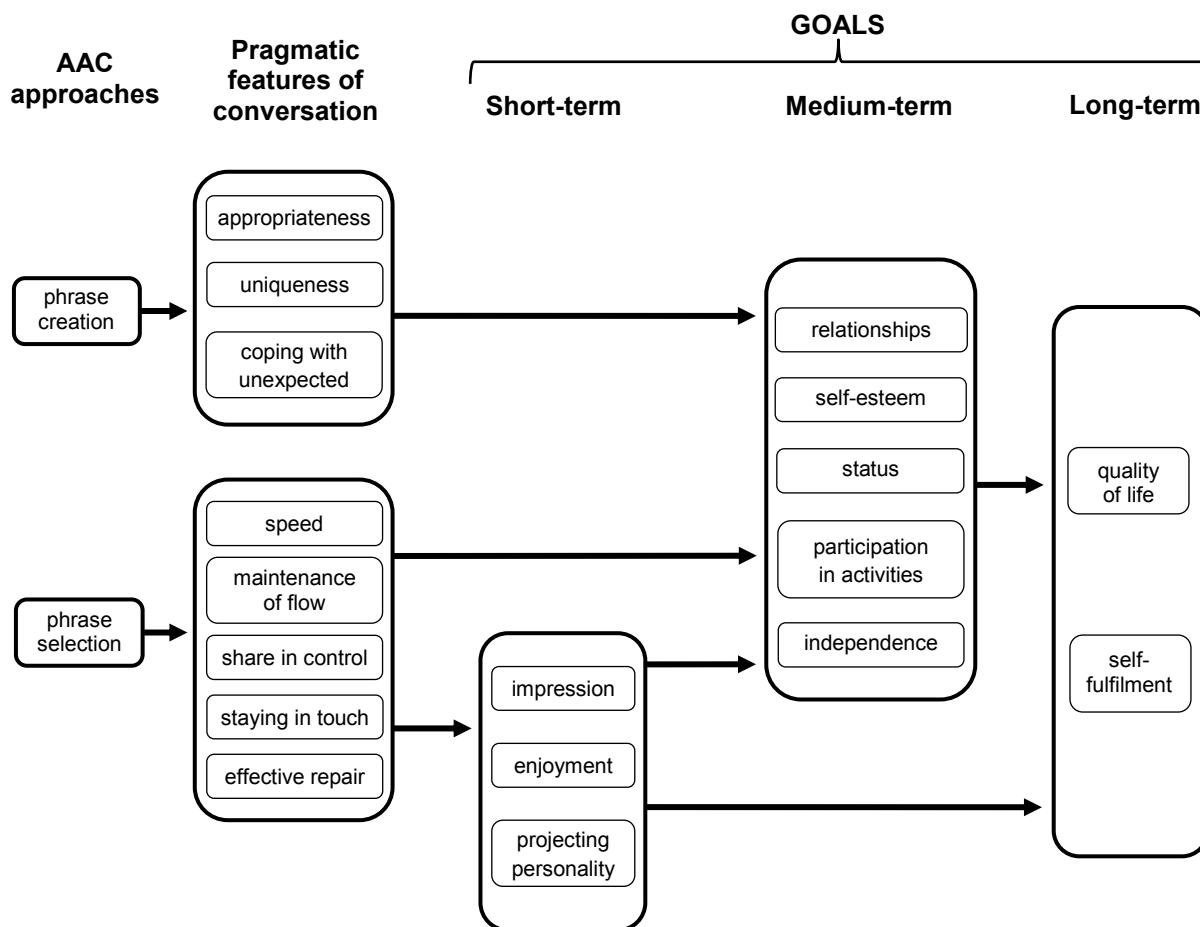 GOALS
AAC
approaches
Pragmatic
features of
conversation
Short-term
Medium-term
Long-term
phrase
creation
appropriateness
uniqueness
coping with
unexpected
phrase
selection
speed
maintenance
of flow
share in control
staying in touch
effective repair
impression
enjoyment
projecting
personality
relationships
self-esteem
status
participation
in activities
independence
quality
of life
self-
fulfilment